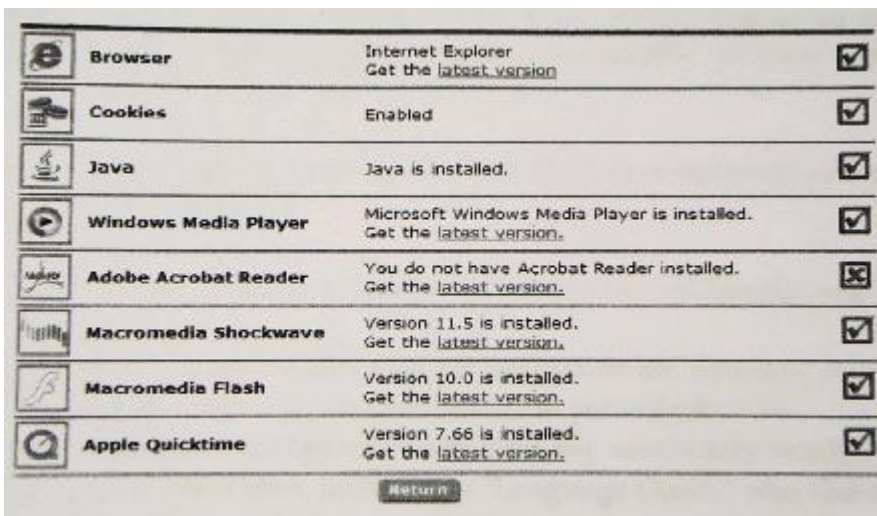 Browser
Internet Explorer
Get the latest version
Cookies
Enabled
Java
Java is installed.
Windows Media Player
Microsoft Windows Media Player is installed.
Get the latest version.
Adobe Acrobat Reader
You do not have Acrobat Reader installed.
Get the latest version.
Macromedia Shockwave
Version 11.5 is installed.
Get the latest version.
Macromedia Flash
Version 10.0 is installed.
Get the latest version.
Apple Quicktime
Version 7.66 is installed.
Get the latest version.
Return